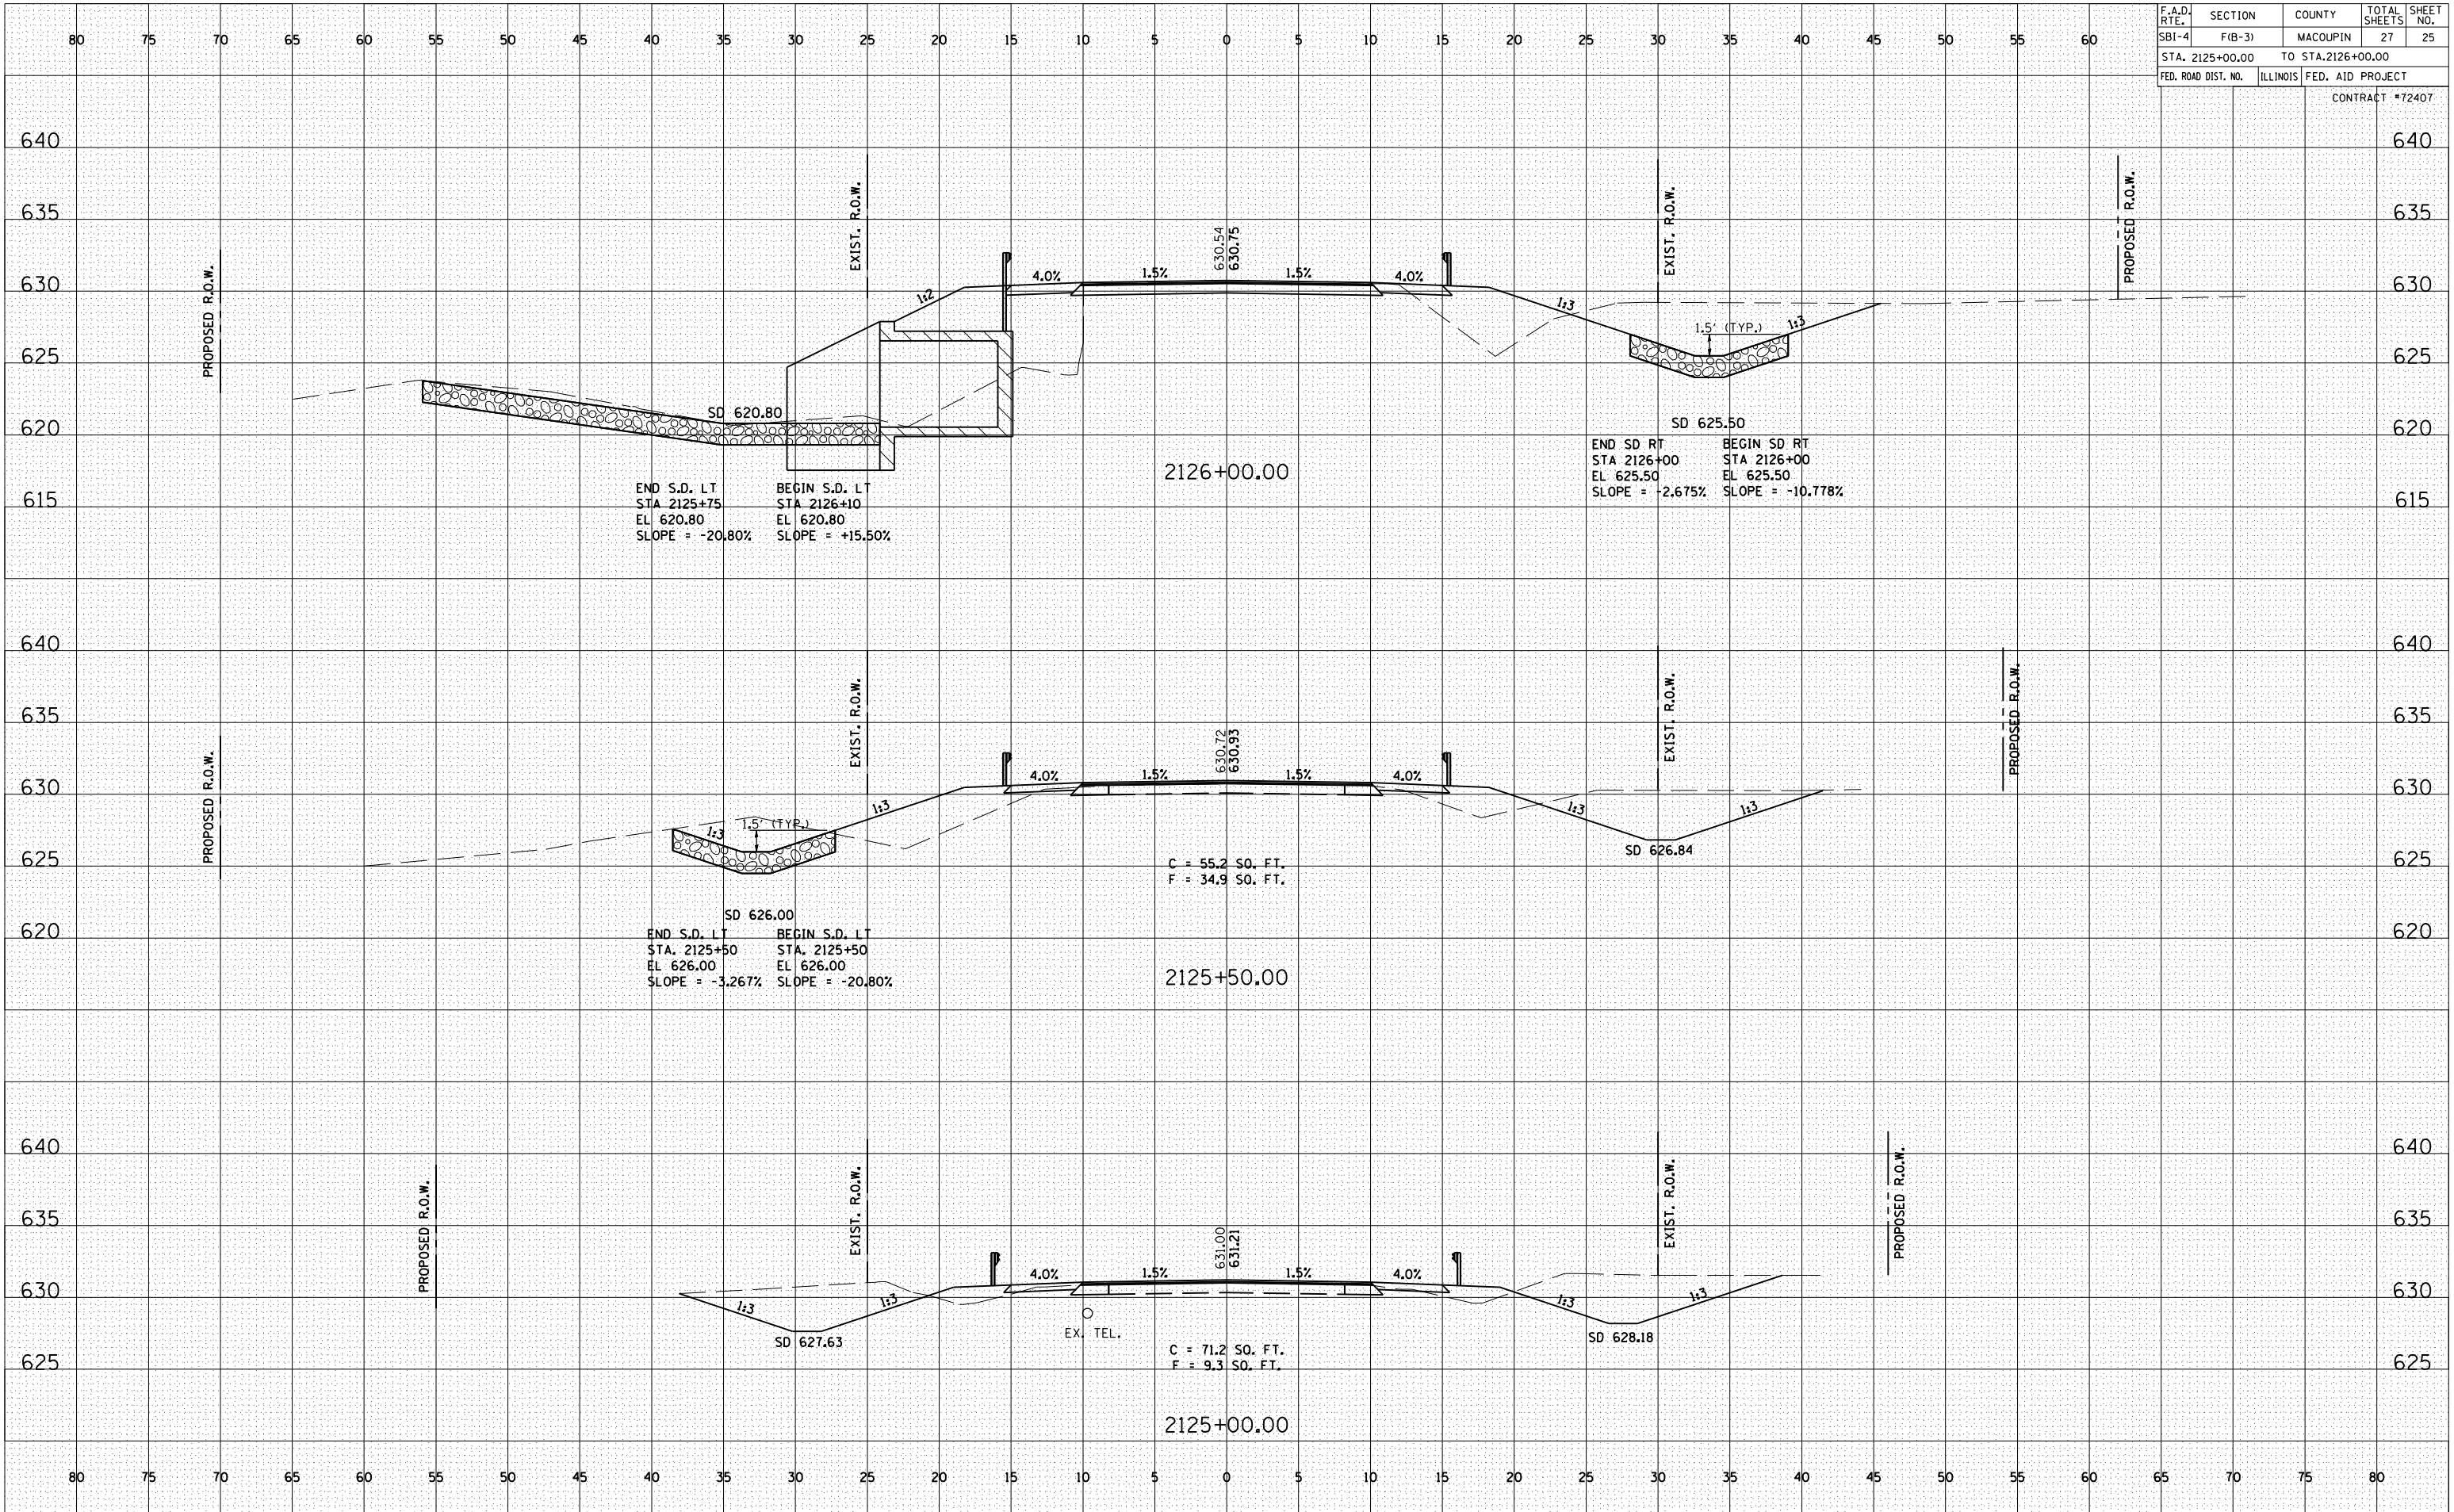 F.A.D. RTE. SECTION COUNTY TOTAL SHEETS SHEET NO.
SBI-4 F(B-3) MACOUPIN 27 25
STA. 2125+00.00 TO STA.2126+00.00
FED. ROAD DIST. NO. ILLINOIS FED. AID PROJECT
CONTRACT #72407
80 75 70 65 60 55 50 45 40 35 30 25 20 15 10 5 0 5 10 15 20 25 30 35 40 45 50 55 60
640 640
635 635
630 630
625 625
620 620
615 615
PROPOSED R.O.W.
EXIST. R.O.W.
EXIST. R.O.W.
PROPOSED R.O.W.
630.54
630.75
1:2 4.0% 1.5% 1.5% 4.0% 1:3
1.5' (TYP.) 1:3
SD 620.80
SD 625.50
2126+00.00
END S.D. LT
STA 2125+75
EL 620.80
SLOPE = -20.80%
BEGIN S.D. LT
STA 2126+10
EL 620.80
SLOPE = +15.50%
END SD RT
STA 2126+00
EL 625.50
SLOPE = -2.675%
BEGIN SD RT
STA 2126+00
EL 625.50
SLOPE = -10.778%
640 640
635 635
630 630
625 625
620 620
PROPOSED R.O.W.
EXIST. R.O.W.
EXIST. R.O.W.
PROPOSED R.O.W.
630.72
630.93
4.0% 1.5% 1.5% 4.0%
1:3 1.5' (TYP.) 1:3 1:3 1:3
SD 626.84
C = 55.2 SQ. FT.
F = 34.9 SQ. FT.
SD 626.00
END S.D. LT
STA. 2125+50
EL 626.00
SLOPE = -3.267%
BEGIN S.D. LT
STA. 2125+50
EL 626.00
SLOPE = -20.80%
2125+50.00
640 640
635 635
630 630
625 625
PROPOSED R.O.W.
EXIST. R.O.W.
EXIST. R.O.W.
PROPOSED R.O.W.
631.00
631.21
4.0% 1.5% 1.5% 4.0%
1:3 1:3 1:3 1:3
SD 627.63
EX. TEL.
SD 628.18
C = 71.2 SQ. FT.
F = 9.3 SQ. FT.
2125+00.00
80 75 70 65 60 55 50 45 40 35 30 25 20 15 10 5 0 5 10 15 20 25 30 35 40 45 50 55 60 65 70 75 80